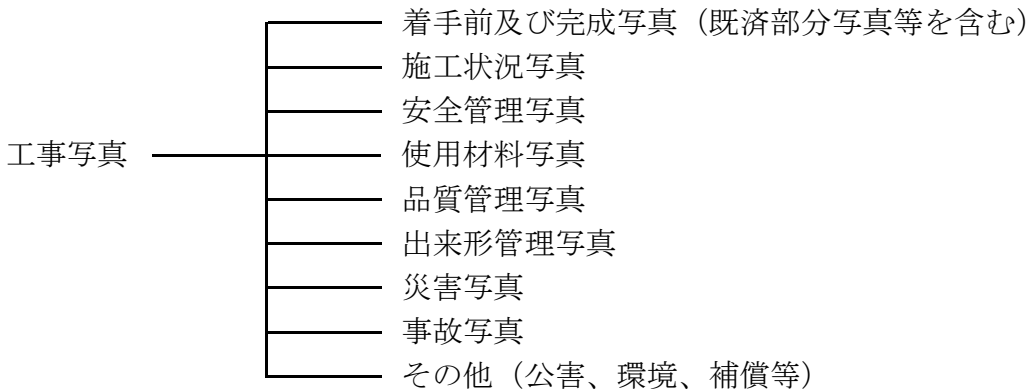 着手前及び完成写真（既済部分写真等を含む）
施工状況写真
安全管理写真
工事写真
使用材料写真
品質管理写真
出来形管理写真
災害写真
事故写真
その他（公害、環境、補償等）